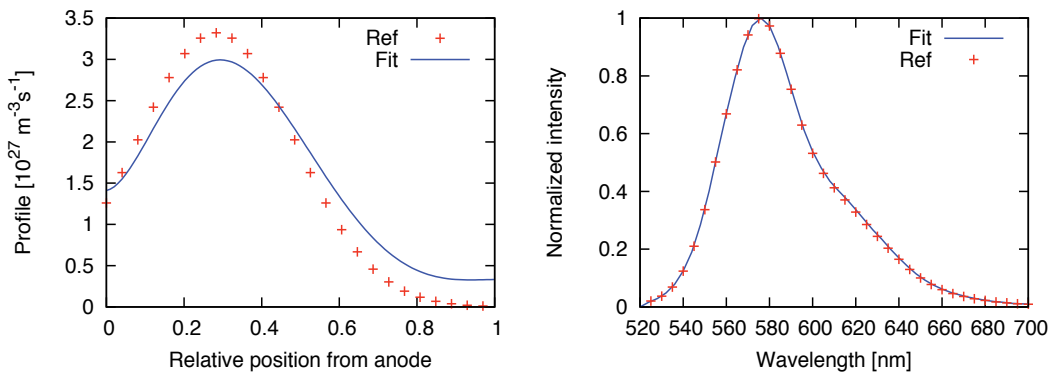 3.5
3
2.5
2
1.5
1
0.5
0
0 0.2 0.4 0.6 0.8 1
Profile [10^27 m^-3s^-1]
Relative position from anode
Ref
Fit
1
0.8
0.6
0.4
0.2
0
520 540 560 580 600 620 640 660 680 700
Normalized intensity
Wavelength [nm]
Fit
Ref